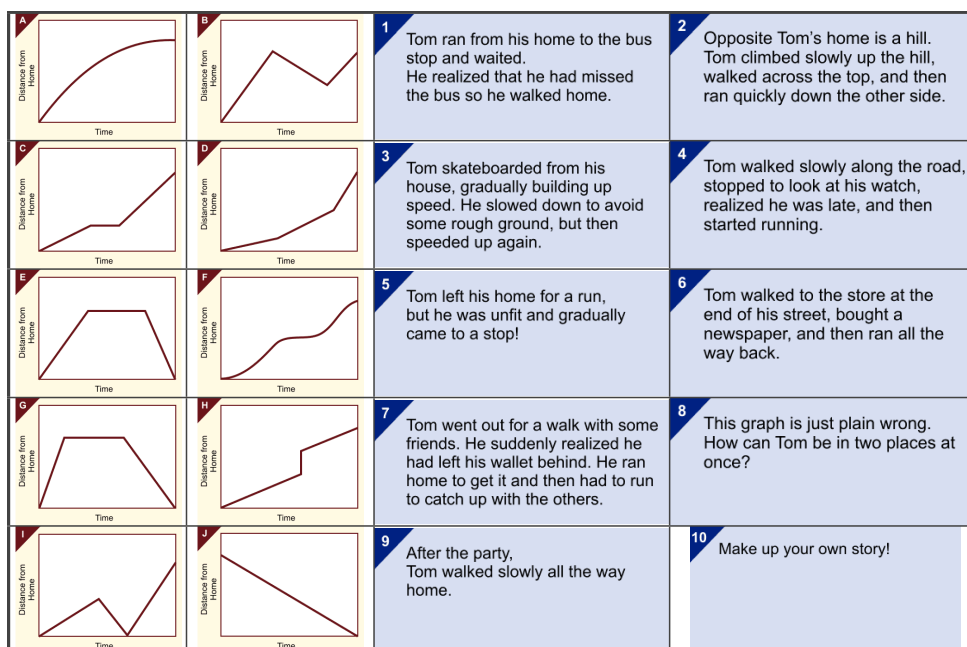 A
Distance from
Home
Time
B
Distance from
Home
Time
1
Tom ran from his home to the bus
stop and waited.
He realized that he had missed
the bus so he walked home.
2
Opposite Tom’s home is a hill.
Tom climbed slowly up the hill,
walked across the top, and then
ran quickly down the other side.
C
Distance from
Home
Time
D
Distance from
Home
Time
3
Tom skateboarded from his
house, gradually building up
speed. He slowed down to avoid
some rough ground, but then
speeded up again.
4
Tom walked slowly along the road,
stopped to look at his watch,
realized he was late, and then
started running.
E
Distance from
Home
Time
F
Distance from
Home
Time
5
Tom left his home for a run,
but he was unfit and gradually
came to a stop!
6
Tom walked to the store at the
end of his street, bought a
newspaper, and then ran all the
way back.
G
Distance from
Home
Time
H
Distance from
Home
Time
7
Tom went out for a walk with some
friends. He suddenly realized he
had left his wallet behind. He ran
home to get it and then had to run
to catch up with the others.
8
This graph is just plain wrong.
How can Tom be in two places at
once?
I
Distance from
Home
Time
J
Distance from
Home
Time
9
After the party,
Tom walked slowly all the way
home.
10
Make up your own story!